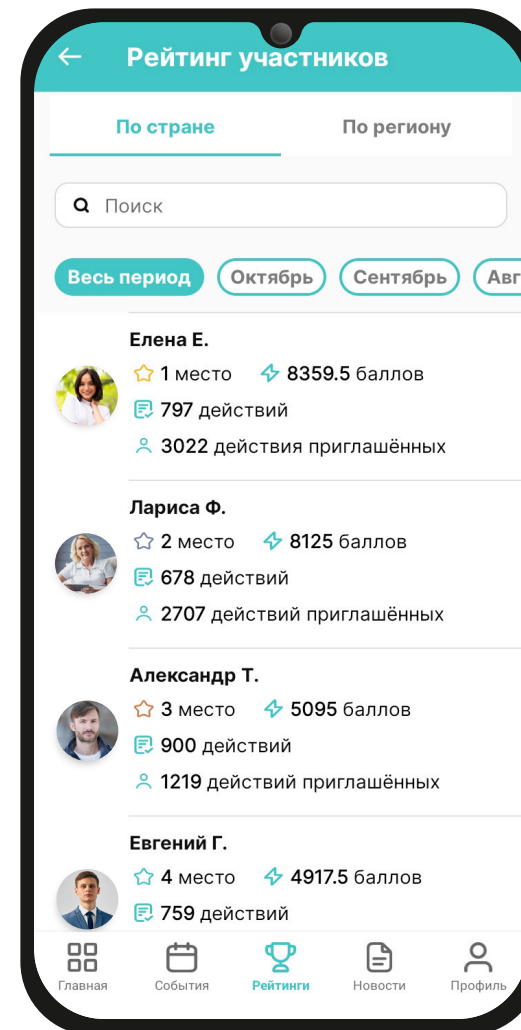 Рейтинг участников
По стране По региону
Поиск
Весь период Октябрь Сентябрь Авг
Елена Е.
1 место 8359.5 баллов
797 действий
3022 действия приглашённых
Лариса Ф.
2 место 8125 баллов
678 действий
2707 действий приглашённых
Александр Т.
3 место 5095 баллов
900 действий
1219 действий приглашённых
Евгений Г.
4 место 4917.5 баллов
759 действий
Главная События Рейтинги Новости Профиль